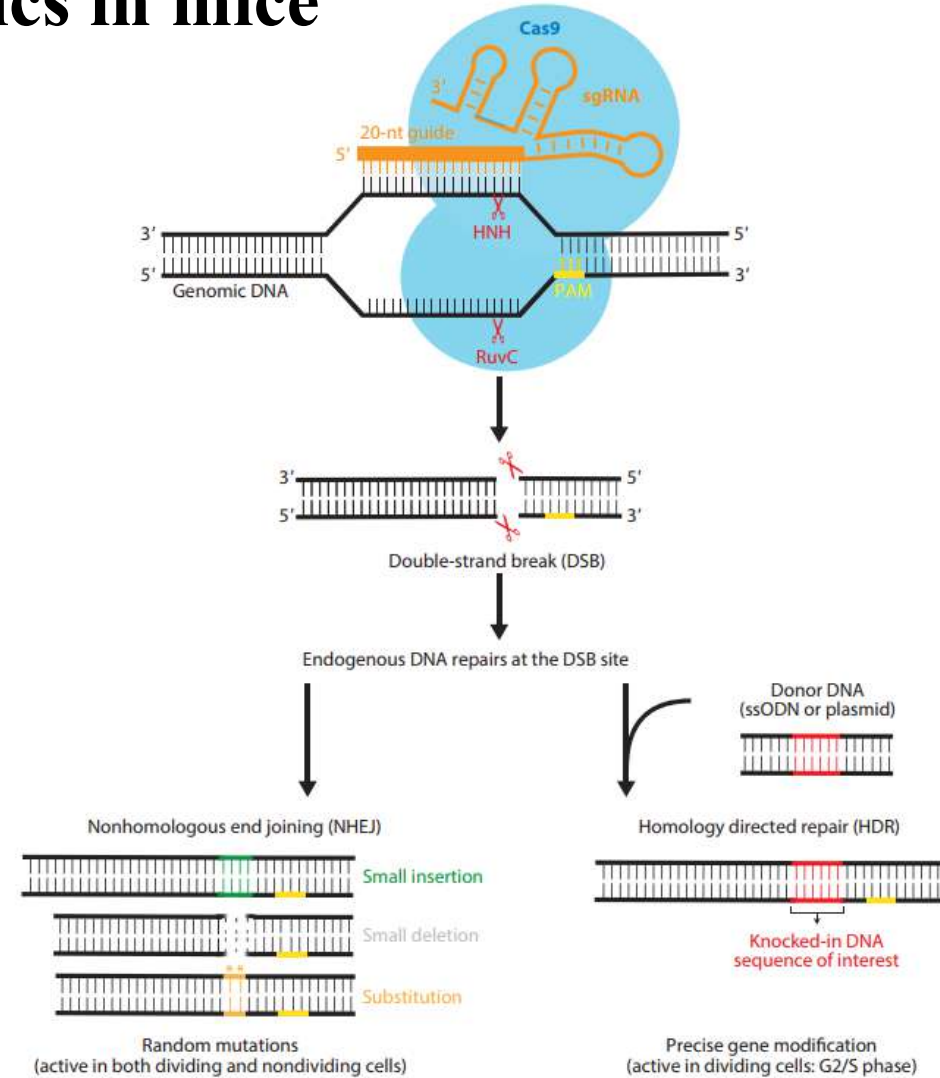 ics in mice
Cas9
3'
sgRNA
20-nt guide
5'
HNH
3'
5'
5'
3'
Genomic DNA
PAM
RuvC
3'
5'
5'
3'
Double-strand break (DSB)
Endogenous DNA repairs at the DSB site
Donor DNA
(ssODN or plasmid)
Nonhomologous end joining (NHEJ)
Homology directed repair (HDR)
Small insertion
Small deletion
Knocked-in DNA
sequence of interest
Substitution
Random mutations
(active in both dividing and nondividing cells)
Precise gene modification
(active in dividing cells: G2/S phase)